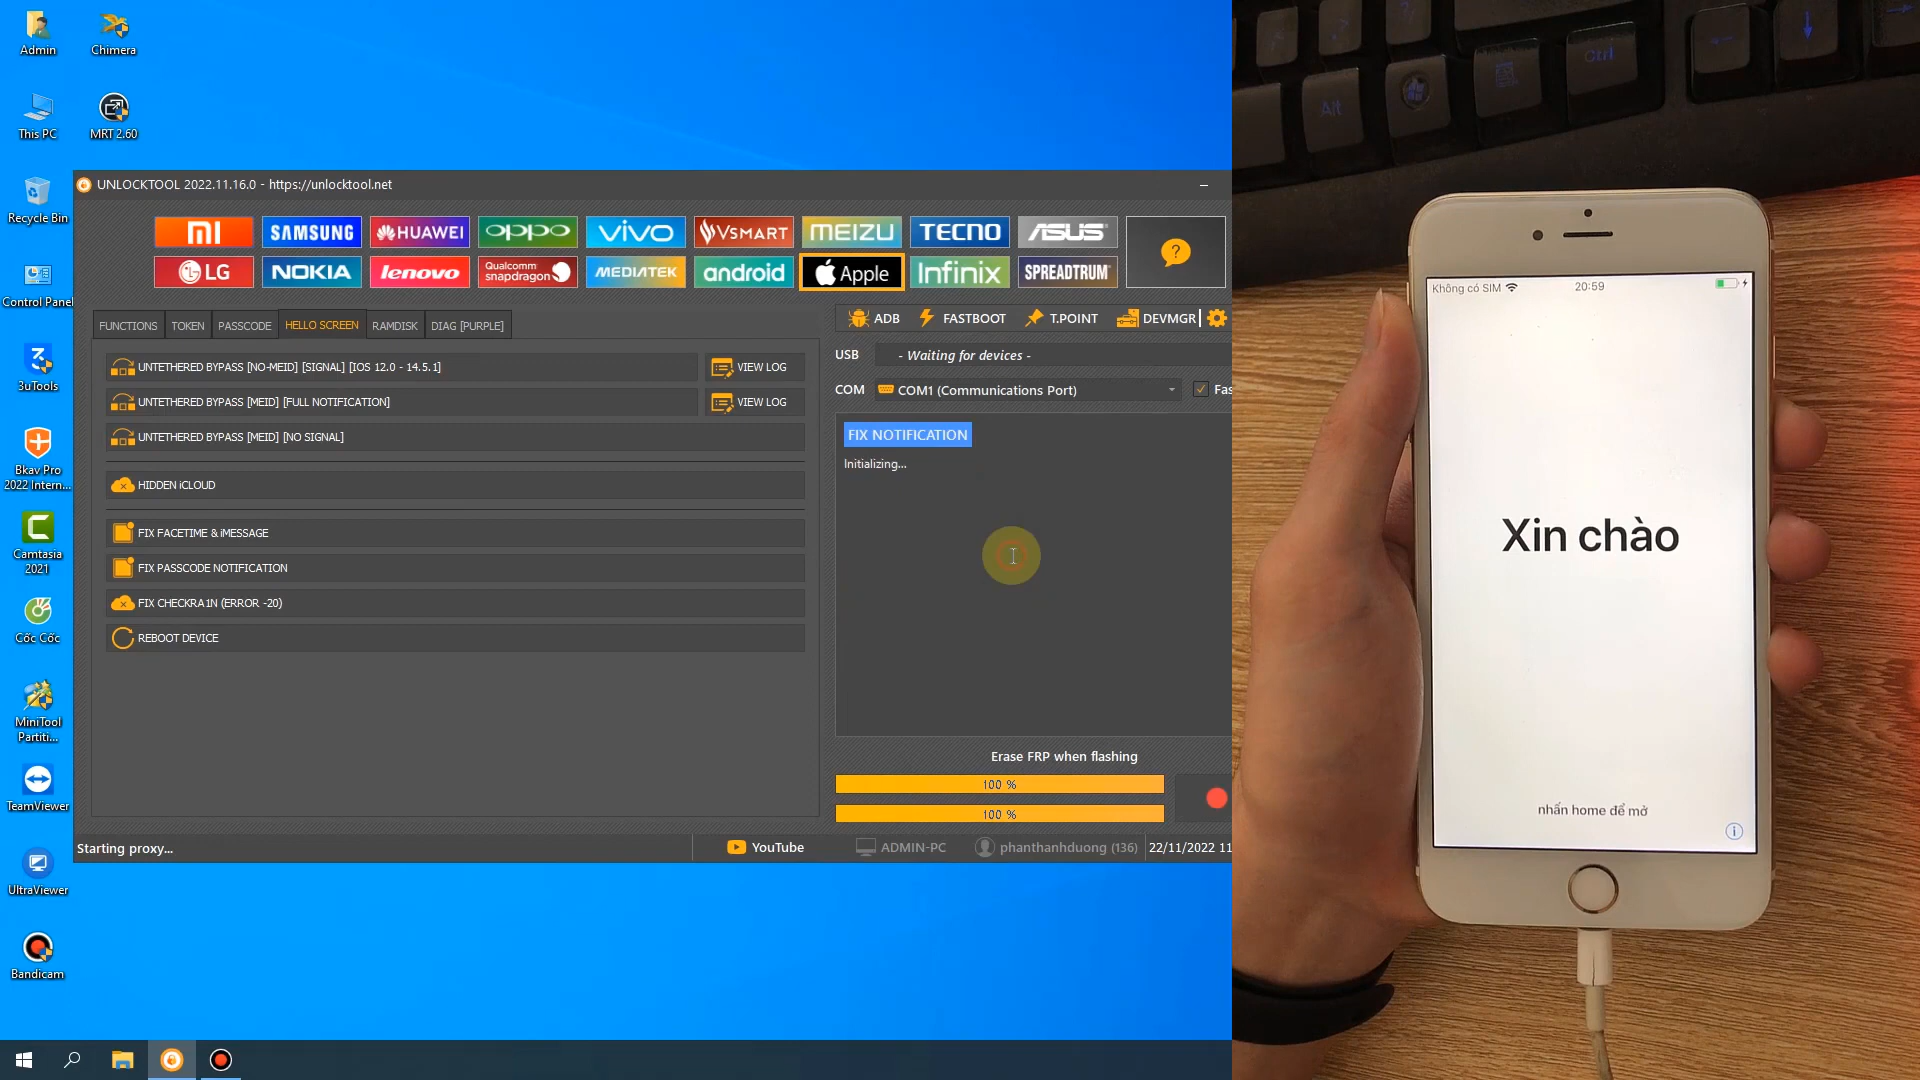 Admin
Chimera
This PC
MRT 2.60
Recycle Bin
Control Panel
3uTools
Bkav Pro
2022 Intern...
Camtasia
2021
Cốc Cốc
MiniTool
Partiti...
TeamViewer
UltraViewer
Bandicam
UNLOCKTOOL 2022.11.16.0 - https://unlocktool.net
mi
SAMSUNG
HUAWEI
oppo
vivo
VSMART
MEIZU
TECNO
ASUS
?
LG
NOKIA
lenovo
Qualcomm
snapdragon
MEDIATEK
android
Apple
Infinix
SPREADTRUM
FUNCTIONS
TOKEN
PASSCODE
HELLO SCREEN
RAMDISK
DIAG [PURPLE]
UNTETHERED BYPASS [NO-MEID] [SIGNAL] [IOS 12.0 - 14.5.1]
VIEW LOG
UNTETHERED BYPASS [MEID] [FULL NOTIFICATION]
VIEW LOG
UNTETHERED BYPASS [MEID] [NO SIGNAL]
HIDDEN iCLOUD
FIX FACETIME & iMESSAGE
FIX PASSCODE NOTIFICATION
FIX CHECKRA1N (ERROR -20)
REBOOT DEVICE
ADB
FASTBOOT
T.POINT
DEVMGR
USB
- Waiting for devices -
COM
COM1 (Communications Port)
Fas
FIX NOTIFICATION
Initializing...
Erase FRP when flashing
100 %
100 %
Starting proxy...
YouTube
ADMIN-PC
phanthanhduong (136)
22/11/2022 11
Alt
Ctrl
Không có SIM
20:59
Xin chào
nhấn home để mở